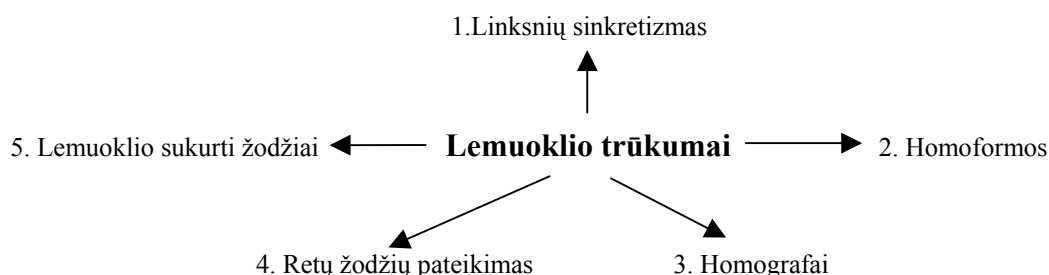 1.Linksnių sinkretizmas
5. Lemuoklio sukurti žodžiai
Lemuoklio trūkumai
2. Homoformos
4. Retų žodžių pateikimas
3. Homografai